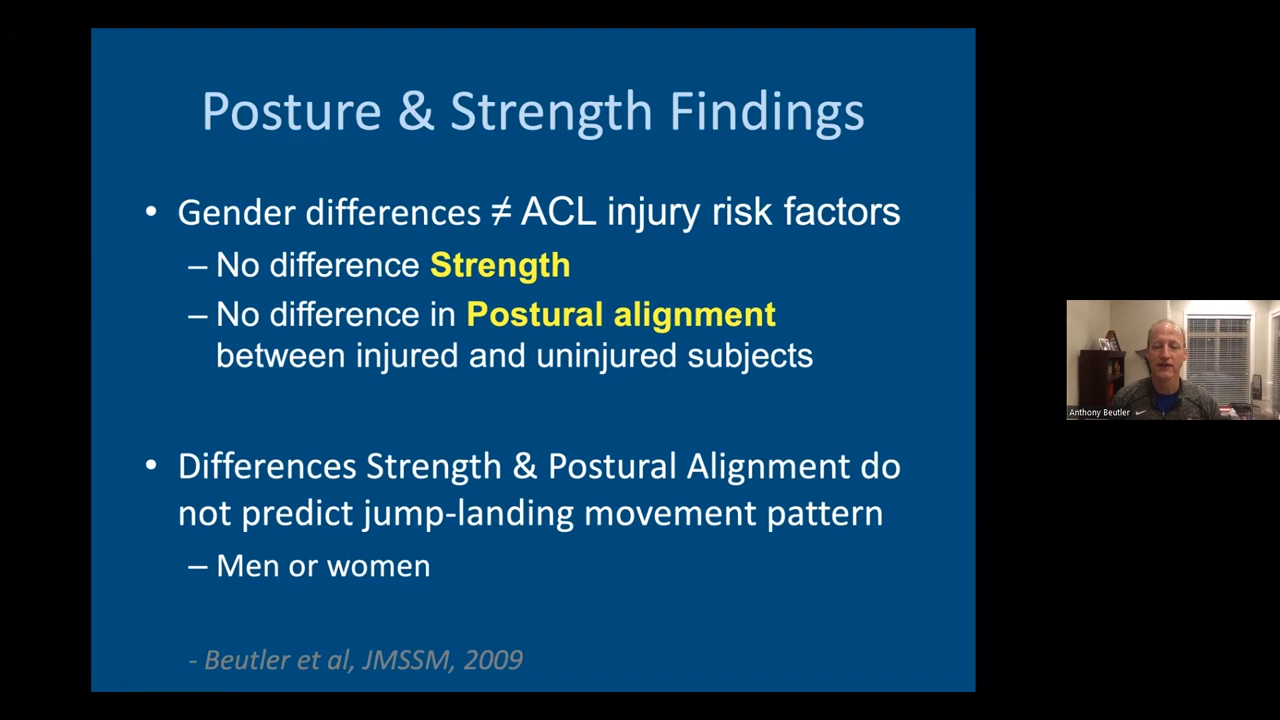 Posture & Strength Findings
• Gender differences ≠ ACL injury risk factors
– No difference Strength
– No difference in Postural alignment
between injured and uninjured subjects
• Differences Strength & Postural Alignment do
not predict jump-landing movement pattern
– Men or women
- Beutler et al, JMSSM, 2009
Anthony Beutler